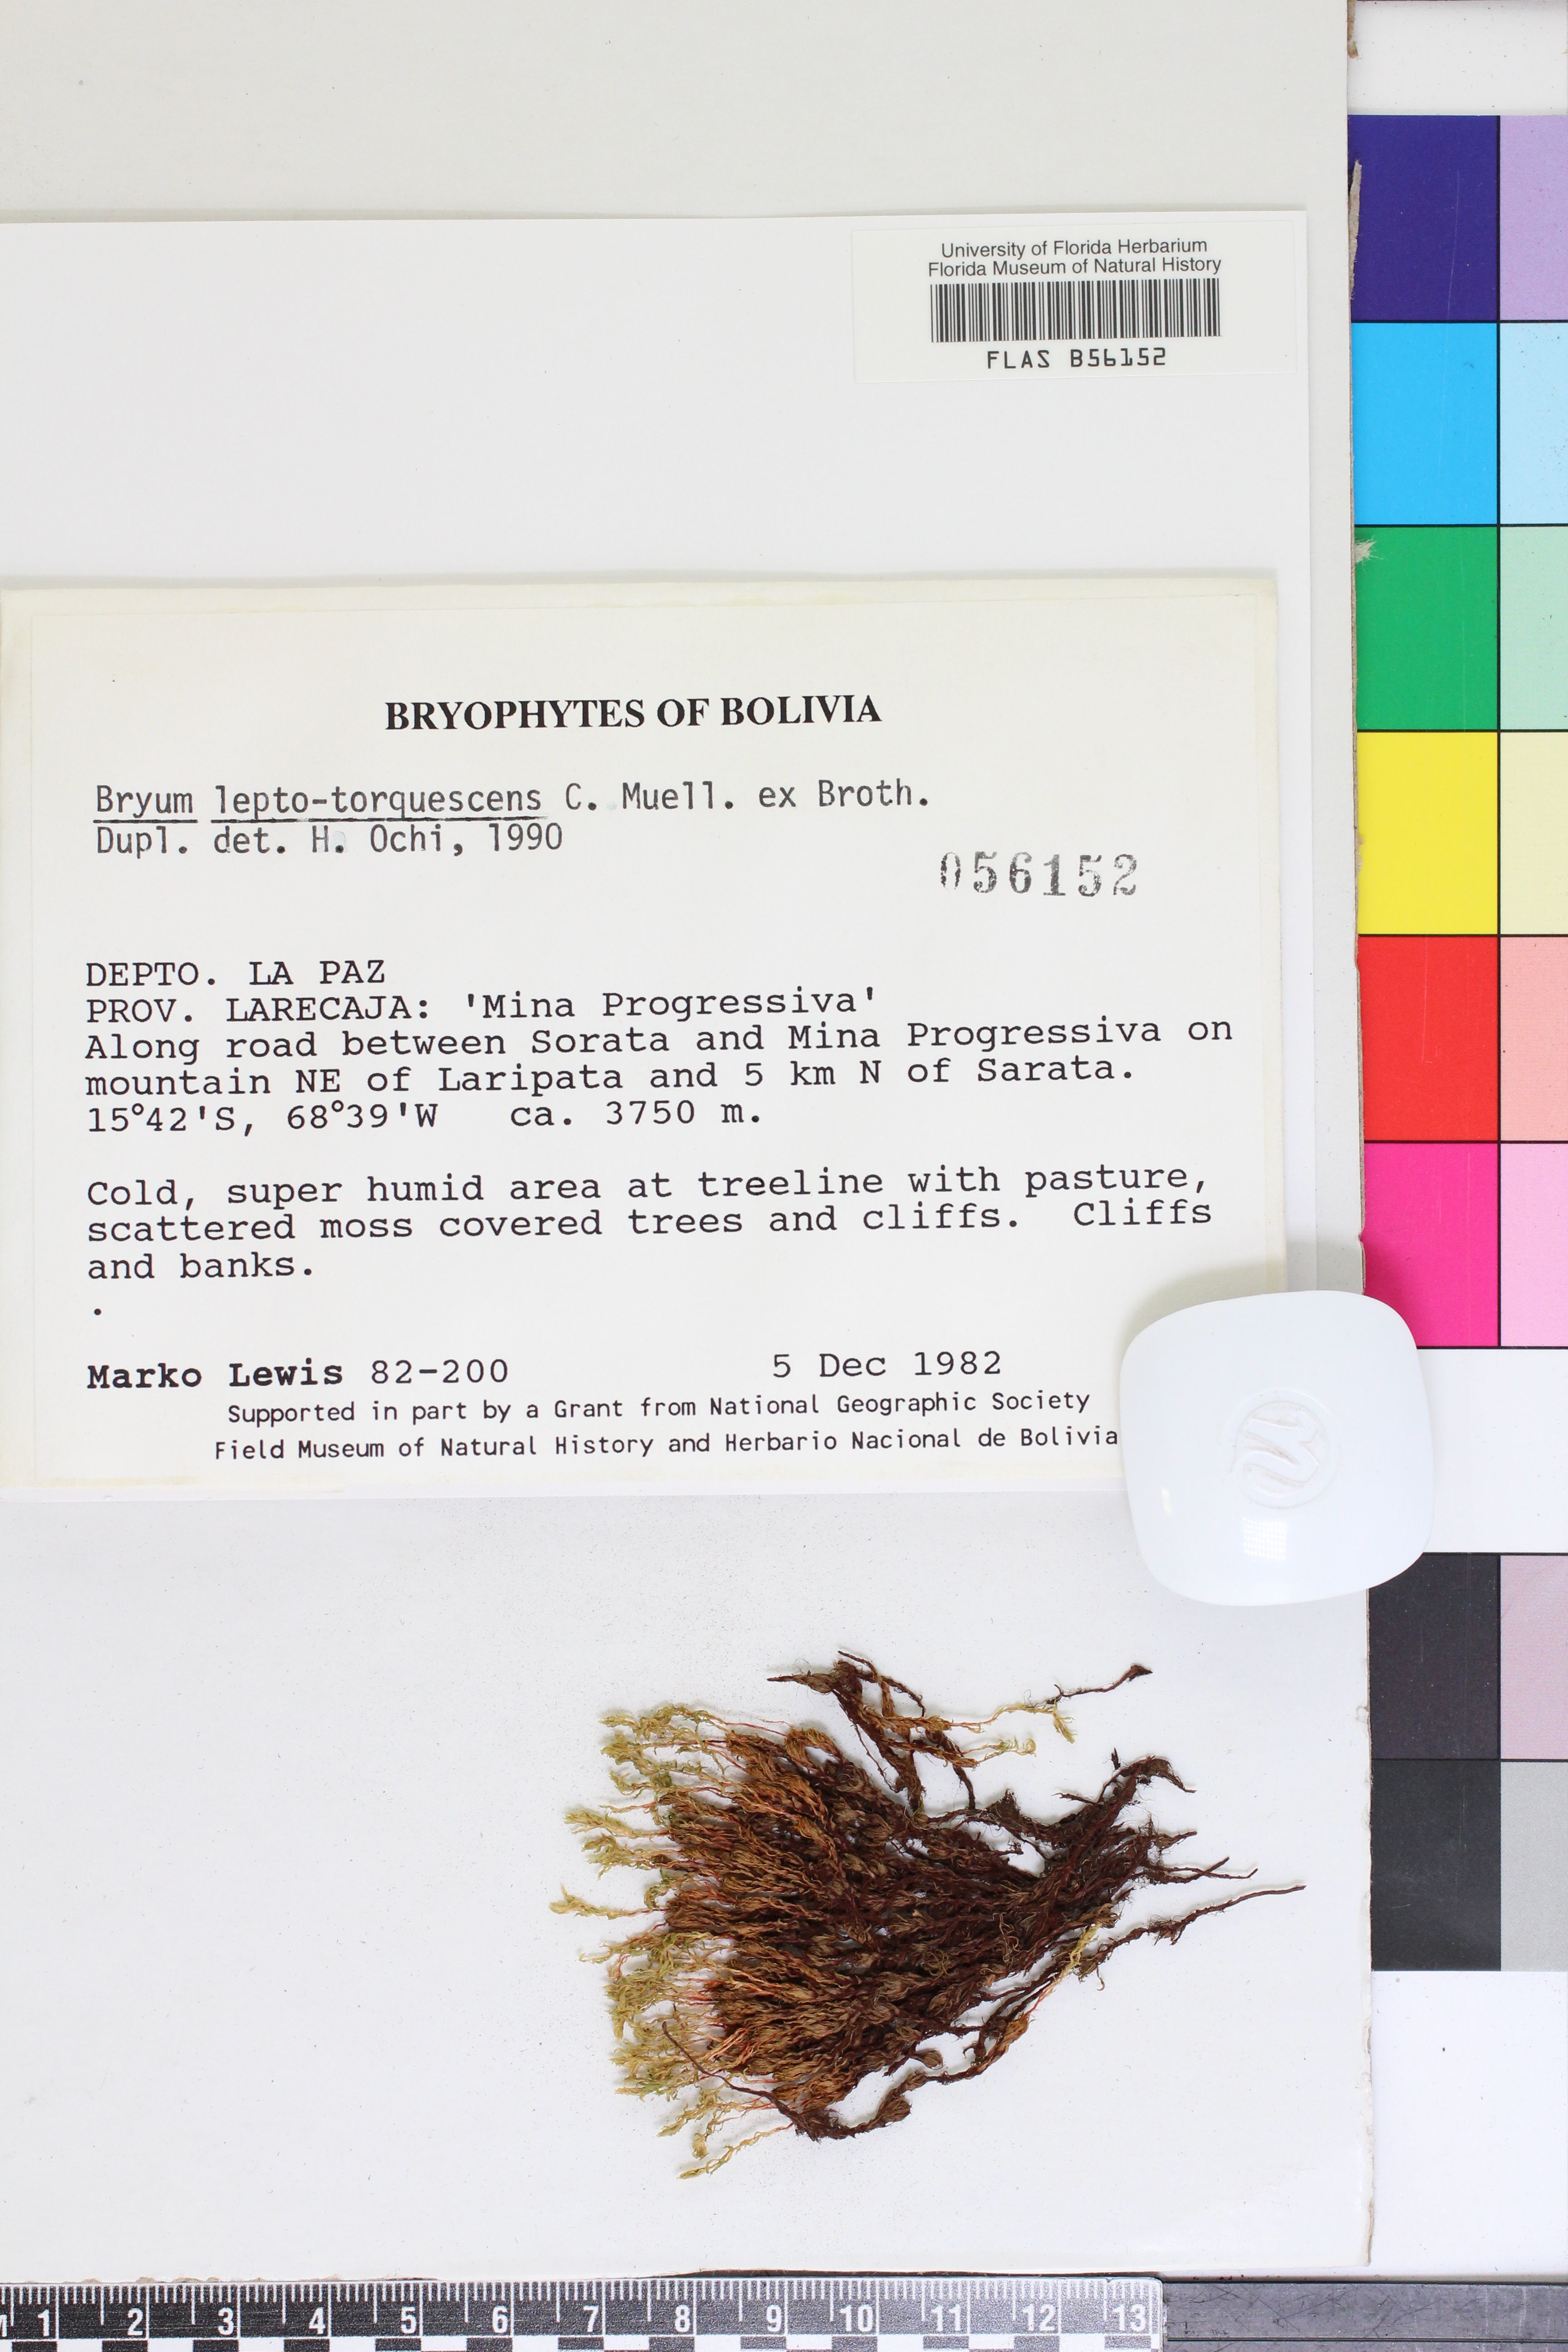 University of Florida Herbarium
Florida Museum of Natural History
FLAS B56152
BRYOPHYTES OF BOLIVIA
Bryum lepto-torquescens C. Muell. ex Broth.
Dupl. det. H. Ochi, 1990
056152
DEPTO. LA PAZ
PROV. LARECAJA: 'Mina Progressiva'
Along road between Sorata and Mina Progressiva on
mountain NE of Laripata and 5 km N of Sarata.
15°42'S, 68°39'W ca. 3750 m.
Cold, super humid area at treeline with pasture,
scattered moss covered trees and cliffs. Cliffs
and banks.
.
Marko Lewis 82-200 5 Dec 1982
Supported in part by a Grant from National Geographic Society
Field Museum of Natural History and Herbario Nacional de Bolivia
1 2 3 4 5 6 7 8 9 10 11 12 13